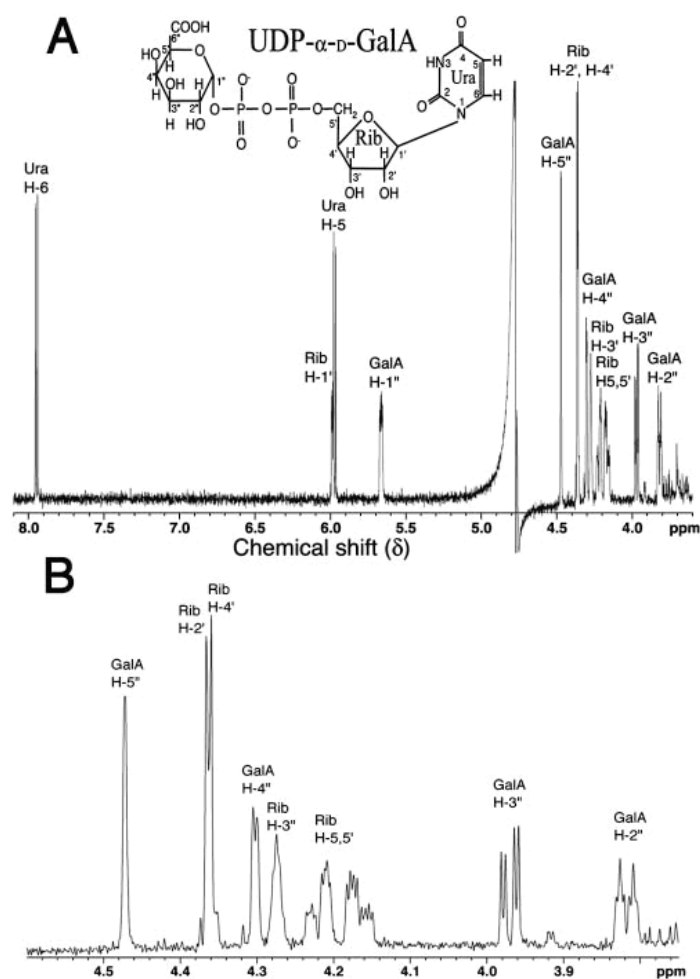 A
UDP-α-D-GalA
COOH
6"
5"
H
OH
4"
OH
H
H
1"
3"
2"
H
HO
O
O⁻
O⁻
P
O
P
O
O
O
CH
2
5'
O
Rib
4'
H
H
1'
3'
2'
OH
OH
O
4
HN
3
5
H
Ura
2
6
H
O
1
N
Ura
H-6
Ura
H-5
Rib
H-1'
GalA
H-1"
Rib
H-2', H-4'
GalA
H-5"
GalA
H-4"
Rib
H-3'
Rib
H5,5'
GalA
H-3"
GalA
H-2"
8.0 7.0 6.5 6.0 5.5 5.0 4.5 4.0 ppm
Chemical shift (δ)
B
Rib
H-4'
Rib
H-2'
GalA
H-5"
GalA
H-4"
Rib
H-3"
Rib
H-5,5'
GalA
H-3"
GalA
H-2"
4.5 4.4 4.3 4.2 4.1 4.0 3.9 ppm